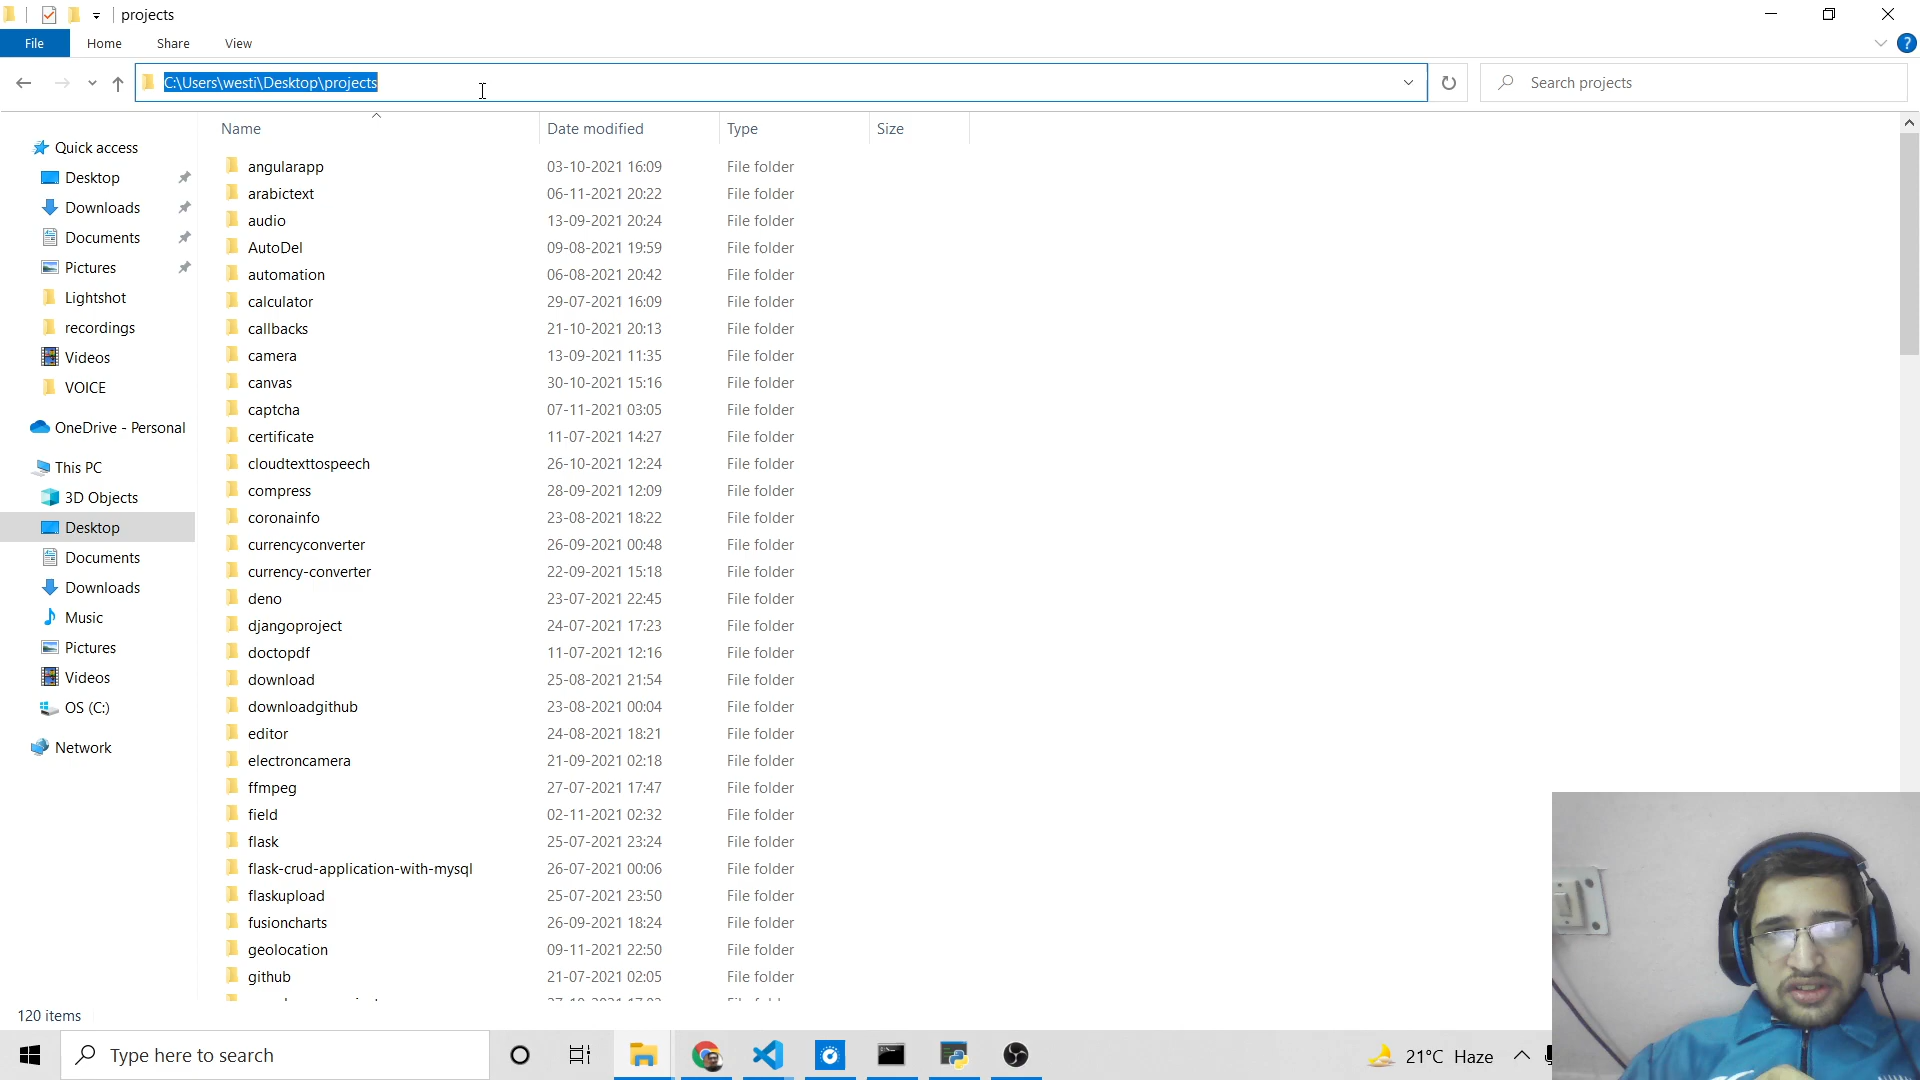 projects
File Home Share View
C:\Users\westi\Desktop\projects
Search projects
Name Date modified Type Size
Quick access
Desktop
Downloads
Documents
Pictures
Lightshot
recordings
Videos
VOICE
OneDrive - Personal
This PC
3D Objects
Desktop
Documents
Downloads
Music
Pictures
Videos
OS (C:)
Network
angularapp 03-10-2021 16:09 File folder
arabictext 06-11-2021 20:22 File folder
audio 13-09-2021 20:24 File folder
AutoDel 09-08-2021 19:59 File folder
automation 06-08-2021 20:42 File folder
calculator 29-07-2021 16:09 File folder
callbacks 21-10-2021 20:13 File folder
camera 13-09-2021 11:35 File folder
canvas 30-10-2021 15:16 File folder
captcha 07-11-2021 03:05 File folder
certificate 11-07-2021 14:27 File folder
cloudtexttospeech 26-10-2021 12:24 File folder
compress 28-09-2021 12:09 File folder
coronainfo 23-08-2021 18:22 File folder
currencyconverter 26-09-2021 00:48 File folder
currency-converter 22-09-2021 15:18 File folder
deno 23-07-2021 22:45 File folder
djangoproject 24-07-2021 17:23 File folder
doctopdf 11-07-2021 12:16 File folder
download 25-08-2021 21:54 File folder
downloadgithub 23-08-2021 00:04 File folder
editor 24-08-2021 18:21 File folder
electroncamera 21-09-2021 02:18 File folder
ffmpeg 27-07-2021 17:47 File folder
field 02-11-2021 02:32 File folder
flask 25-07-2021 23:24 File folder
flask-crud-application-with-mysql 26-07-2021 00:06 File folder
flaskupload 25-07-2021 23:50 File folder
fusioncharts 26-09-2021 18:24 File folder
geolocation 09-11-2021 22:50 File folder
github 21-07-2021 02:05 File folder
120 items
Type here to search
21°C Haze